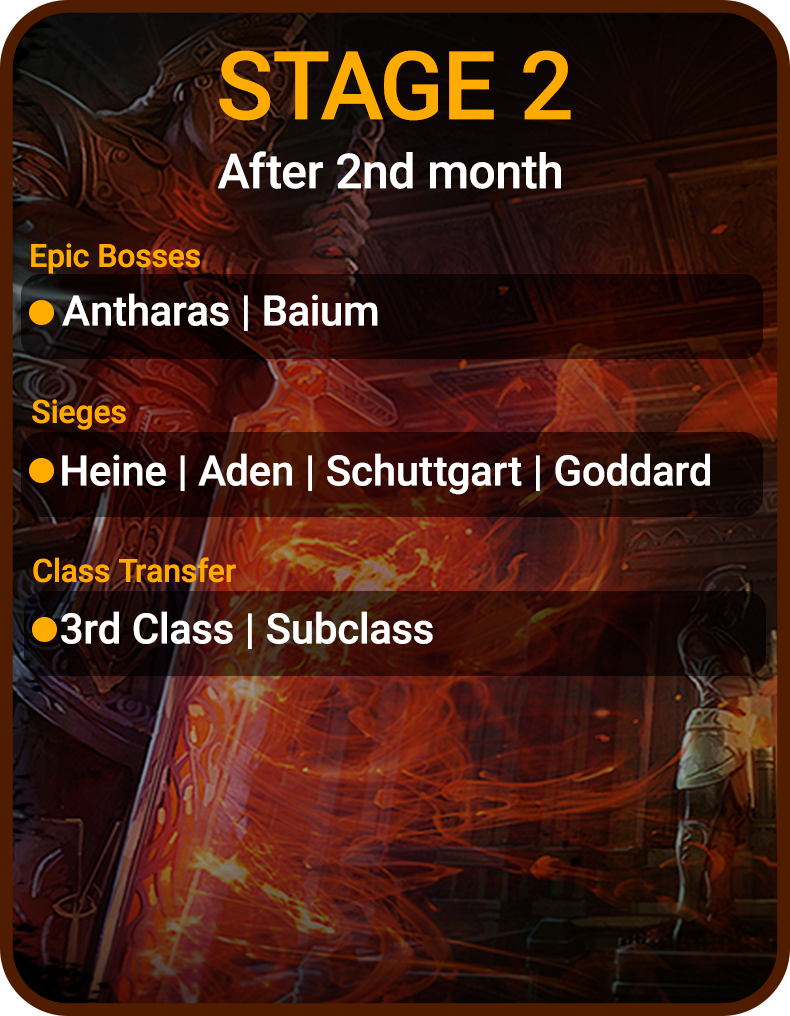 STAGE 2
After 2nd month
Epic Bosses
Antharas | Baium
Sieges
Heine | Aden | Schuttgart | Goddard
Class Transfer
3rd Class | Subclass